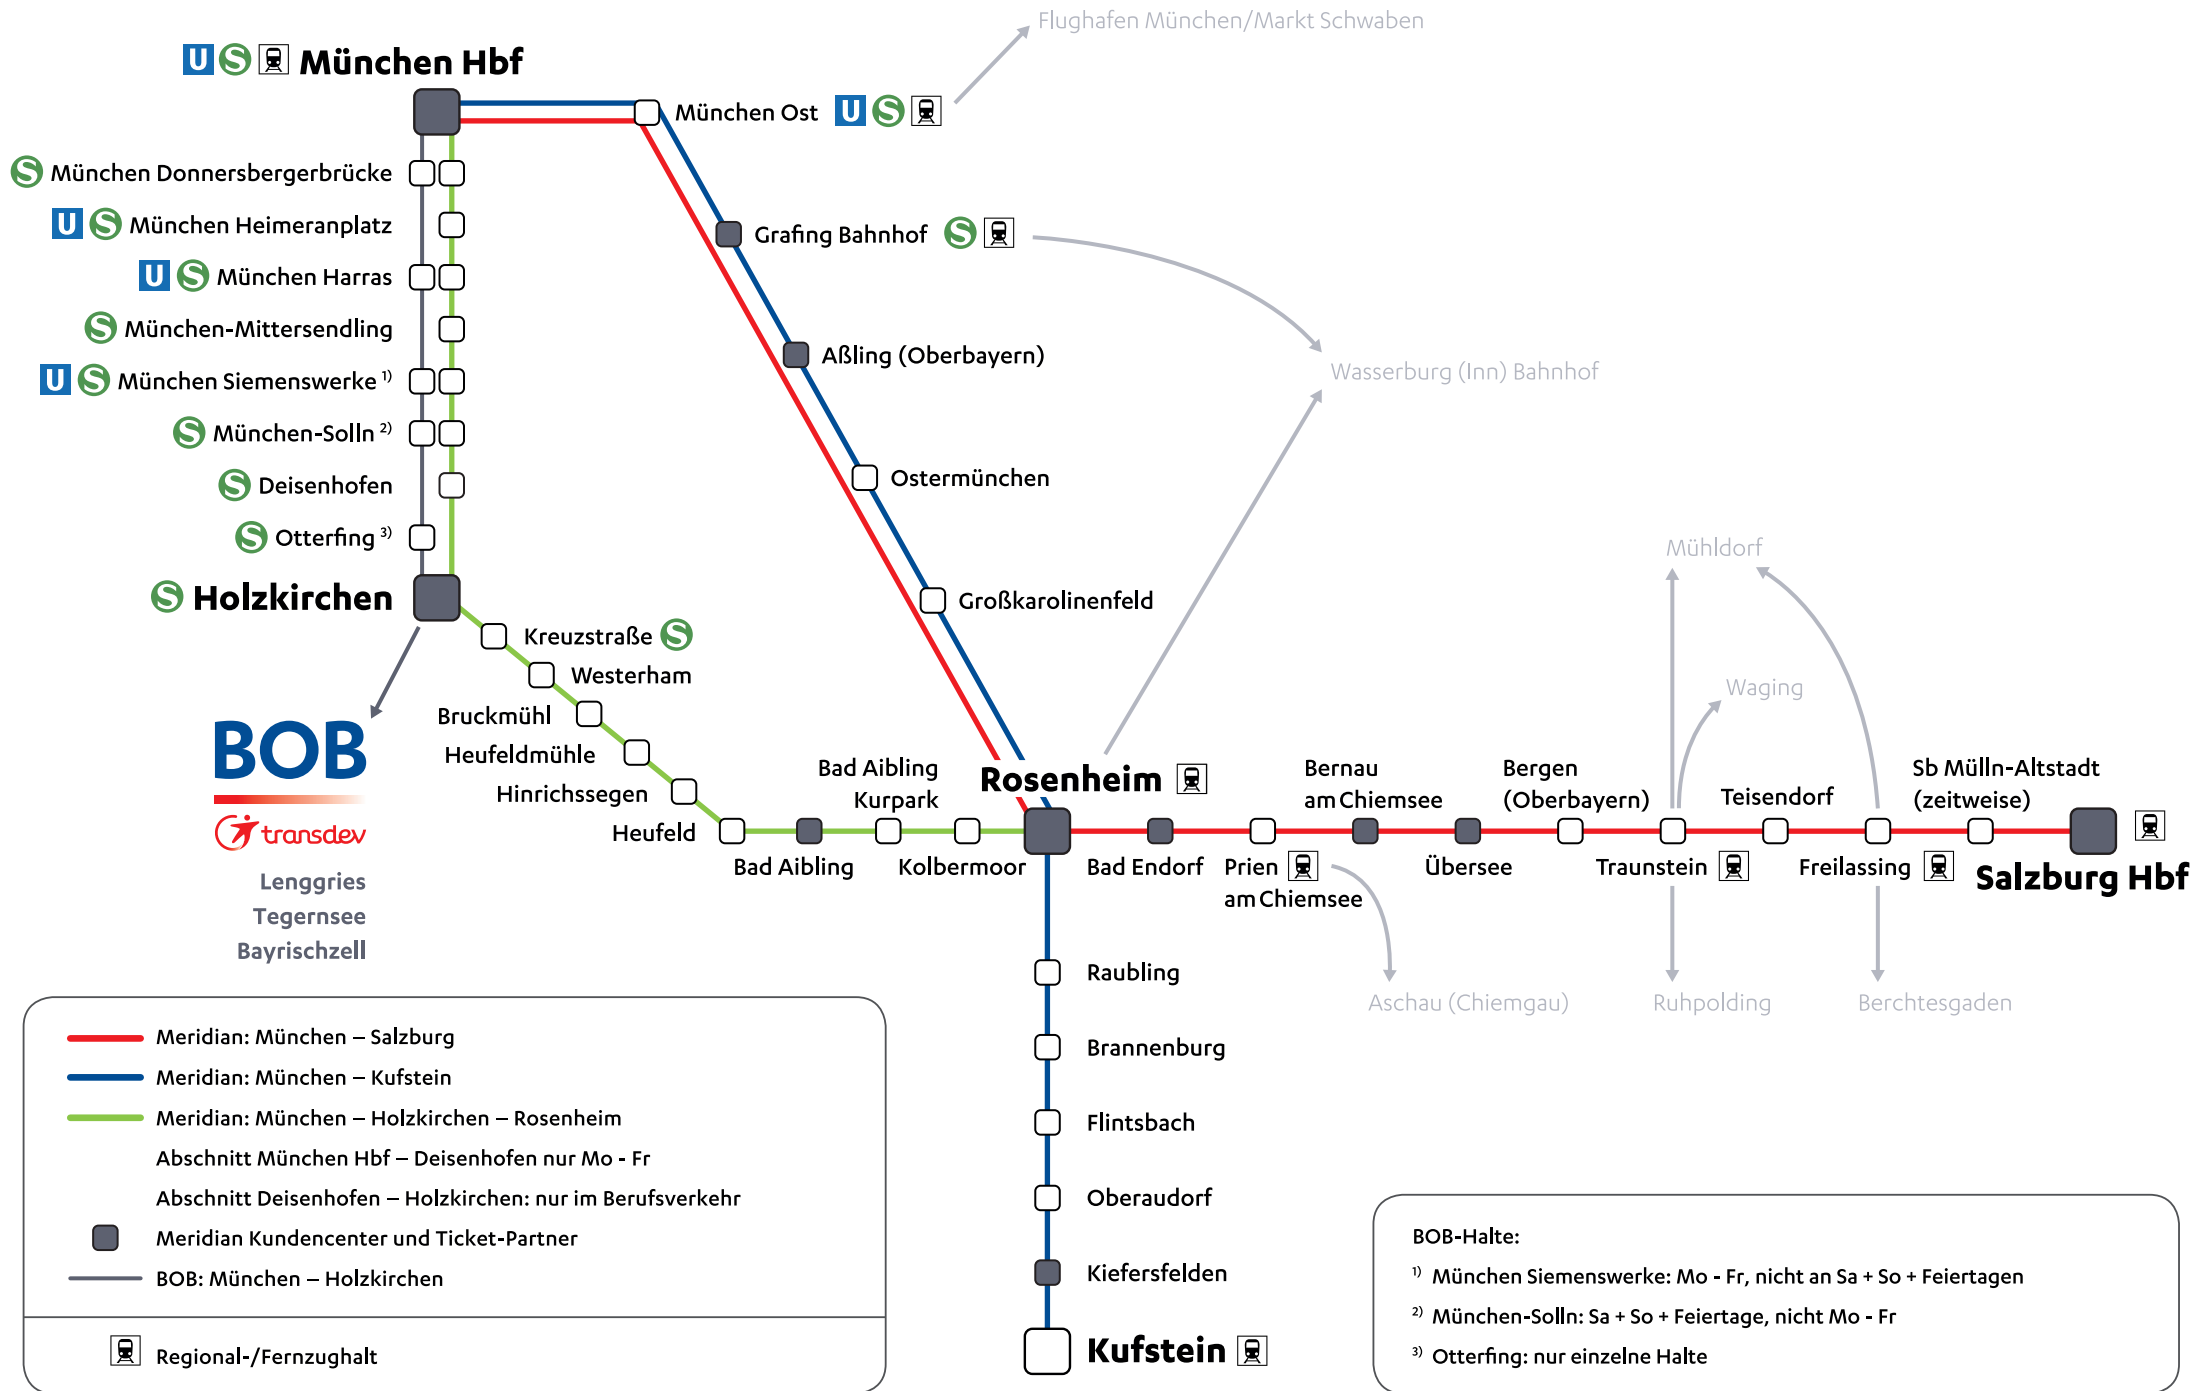 Flughafen München/Markt Schwaben
U S München Hbf
München Ost U S
S München Donnersbergerbrücke
U S München Heimeranplatz
Grafing Bahnhof S
U S München Harras
S München-Mittersendling
Aßling (Oberbayern)
Wasserburg (Inn) Bahnhof
U S München Siemenswerke 1)
S München-Solln 2)
Ostermünchen
S Deisenhofen
S Otterfing 3)
Mühldorf
S Holzkirchen
Großkarolinenfeld
Kreuzstraße S
Westerham
Waging
Bruckmühl
Heufeldmühle
Hinrichssegen
Heufeld
Bad Aibling
Bad Aibling
Kurpark
Kolbermoor
Rosenheim
Bad Endorf
Prien
am Chiemsee
Bernau
am Chiemsee
Übersee
Bergen
(Oberbayern)
Traunstein
Teisendorf
Freilassing
Sb Mülln-Altstadt
(zeitweise)
Salzburg Hbf
BOB
transdev
Lenggries
Tegernsee
Bayrischzell
Aschau (Chiemgau)
Ruhpolding
Berchtesgaden
Raubling
Brannenburg
Flintsbach
Oberaudorf
Kiefersfelden
Kufstein
Meridian: München – Salzburg
Meridian: München – Kufstein
Meridian: München – Holzkirchen – Rosenheim
Abschnitt München Hbf – Deisenhofen nur Mo - Fr
Abschnitt Deisenhofen – Holzkirchen: nur im Berufsverkehr
Meridian Kundencenter und Ticket-Partner
BOB: München – Holzkirchen
Regional-/Fernzughalt
BOB-Halte:
1) München Siemenswerke: Mo - Fr, nicht an Sa + So + Feiertagen
2) München-Solln: Sa + So + Feiertage, nicht Mo - Fr
3) Otterfing: nur einzelne Halte